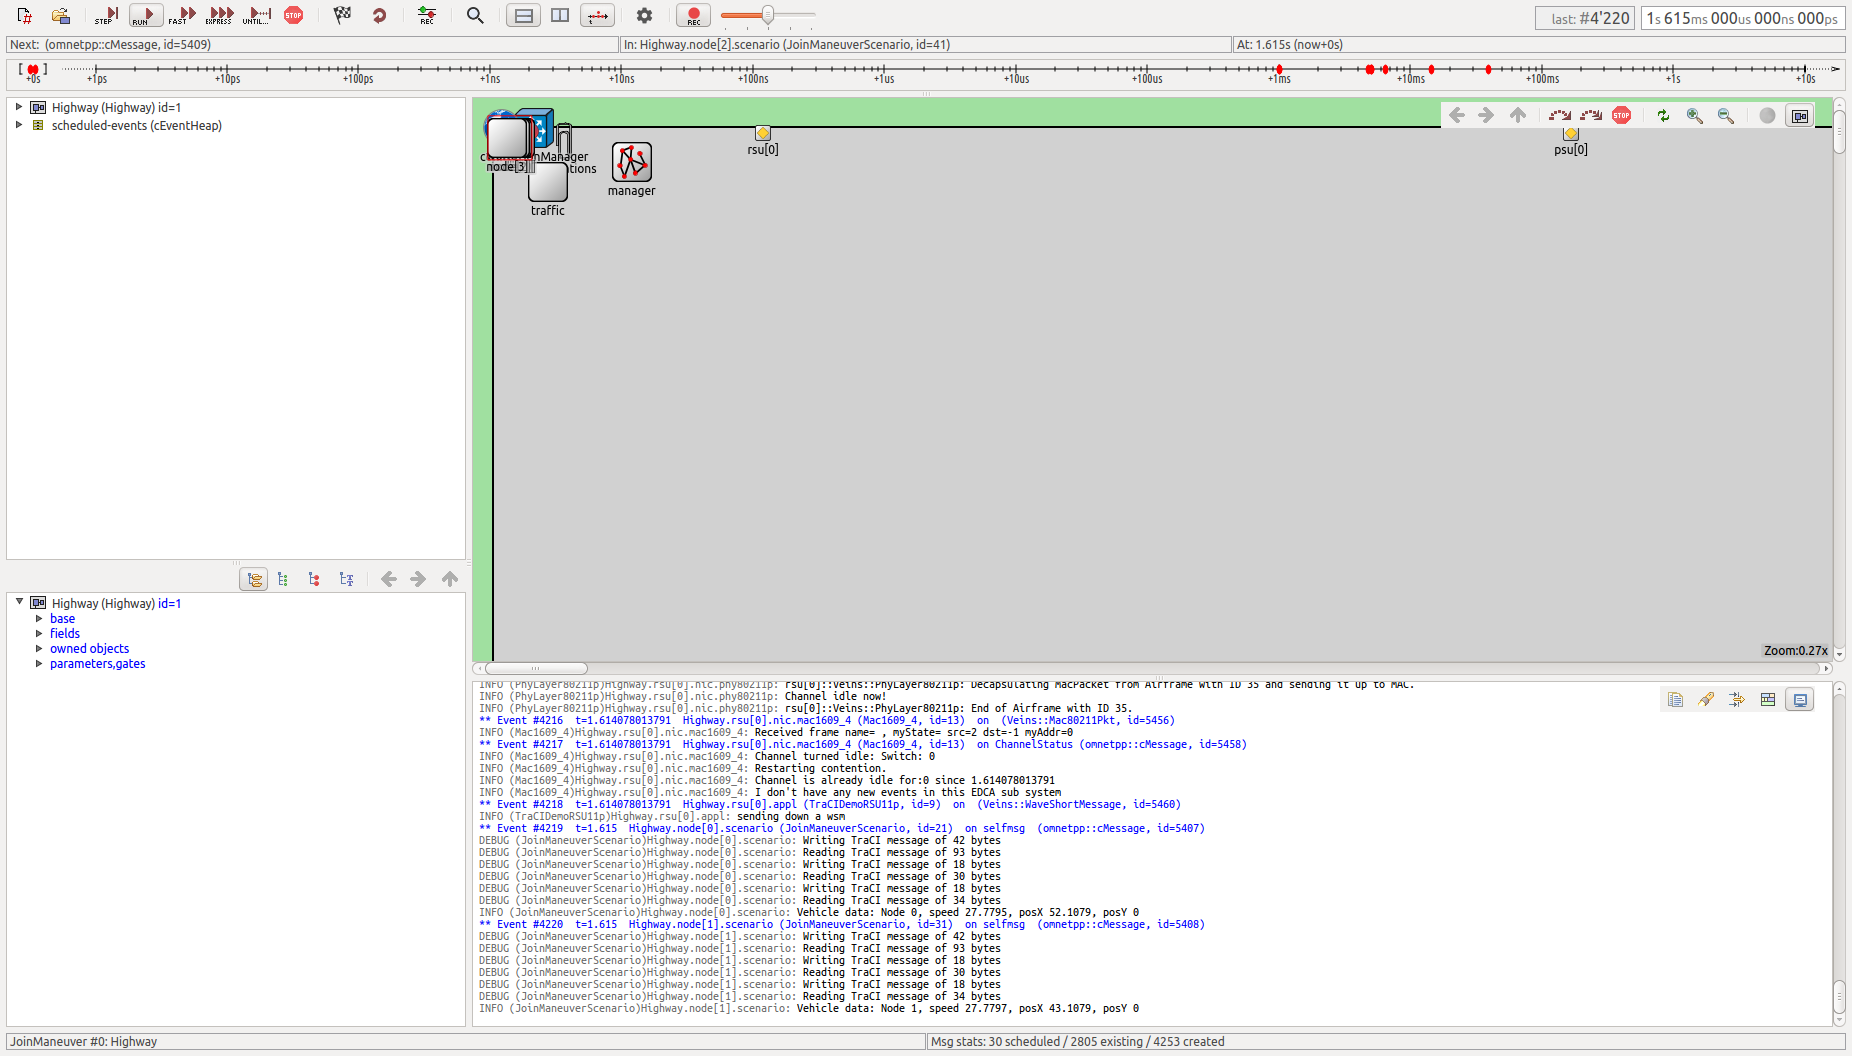 STEP RUN FAST EXPRESS UNTIL... STOP REC REC last: #4'220 1s 615ms 000us 000ns 000ps
Next: (omnetpp::cMessage, id=5409) In: Highway.node[2].scenario (JoinManeuverScenario, id=41) At: 1.615s (now+0s)
+0s +1ps +10ps +100ps +1ns +10ns +100ns +1us +10us +100us +1ms +10ms +100ms +1s +10s
Highway (Highway) id=1
scheduled-events (cEventHeap)
STOP
rsu[0]
psu[0]
node[3]
manager
traffic
Zoom:0.27x
Highway (Highway) id=1
base
fields
owned objects
parameters,gates
INFO (PhyLayer80211p)Highway.rsu[0].nic.phy80211p: rsu[0]::Veins::PhyLayer80211p: Decapsulating MacPacket from Airframe with ID 35 and sending it up to MAC.
INFO (PhyLayer80211p)Highway.rsu[0].nic.phy80211p: Channel idle now!
INFO (PhyLayer80211p)Highway.rsu[0].nic.phy80211p: rsu[0]::Veins::PhyLayer80211p: End of Airframe with ID 35.
** Event #4216 t=1.614078013791 Highway.rsu[0].nic.mac1609_4 (Mac1609_4, id=13) on (Veins::Mac80211Pkt, id=5456)
INFO (Mac1609_4)Highway.rsu[0].nic.mac1609_4: Received frame name= , myState= src=2 dst=-1 myAddr=0
** Event #4217 t=1.614078013791 Highway.rsu[0].nic.mac1609_4 (Mac1609_4, id=13) on ChannelStatus (omnetpp::cMessage, id=5458)
INFO (Mac1609_4)Highway.rsu[0].nic.mac1609_4: Channel turned idle: Switch: 0
INFO (Mac1609_4)Highway.rsu[0].nic.mac1609_4: Restarting contention.
INFO (Mac1609_4)Highway.rsu[0].nic.mac1609_4: Channel is already idle for:0 since 1.614078013791
INFO (Mac1609_4)Highway.rsu[0].nic.mac1609_4: I don't have any new events in this EDCA sub system
** Event #4218 t=1.614078013791 Highway.rsu[0].appl (TraCIDemoRSU11p, id=9) on (Veins::WaveShortMessage, id=5460)
INFO (TraCIDemoRSU11p)Highway.rsu[0].appl: sending down a wsm
** Event #4219 t=1.615 Highway.node[0].scenario (JoinManeuverScenario, id=21) on selfmsg (omnetpp::cMessage, id=5407)
DEBUG (JoinManeuverScenario)Highway.node[0].scenario: Writing TraCI message of 42 bytes
DEBUG (JoinManeuverScenario)Highway.node[0].scenario: Reading TraCI message of 93 bytes
DEBUG (JoinManeuverScenario)Highway.node[0].scenario: Writing TraCI message of 18 bytes
DEBUG (JoinManeuverScenario)Highway.node[0].scenario: Reading TraCI message of 30 bytes
DEBUG (JoinManeuverScenario)Highway.node[0].scenario: Writing TraCI message of 18 bytes
DEBUG (JoinManeuverScenario)Highway.node[0].scenario: Reading TraCI message of 34 bytes
INFO (JoinManeuverScenario)Highway.node[0].scenario: Vehicle data: Node 0, speed 27.7795, posX 52.1079, posY 0
** Event #4220 t=1.615 Highway.node[1].scenario (JoinManeuverScenario, id=31) on selfmsg (omnetpp::cMessage, id=5408)
DEBUG (JoinManeuverScenario)Highway.node[1].scenario: Writing TraCI message of 42 bytes
DEBUG (JoinManeuverScenario)Highway.node[1].scenario: Reading TraCI message of 93 bytes
DEBUG (JoinManeuverScenario)Highway.node[1].scenario: Writing TraCI message of 18 bytes
DEBUG (JoinManeuverScenario)Highway.node[1].scenario: Reading TraCI message of 30 bytes
DEBUG (JoinManeuverScenario)Highway.node[1].scenario: Writing TraCI message of 18 bytes
DEBUG (JoinManeuverScenario)Highway.node[1].scenario: Reading TraCI message of 34 bytes
INFO (JoinManeuverScenario)Highway.node[1].scenario: Vehicle data: Node 1, speed 27.7797, posX 43.1079, posY 0
JoinManeuver #0: Highway Msg stats: 30 scheduled / 2805 existing / 4253 created